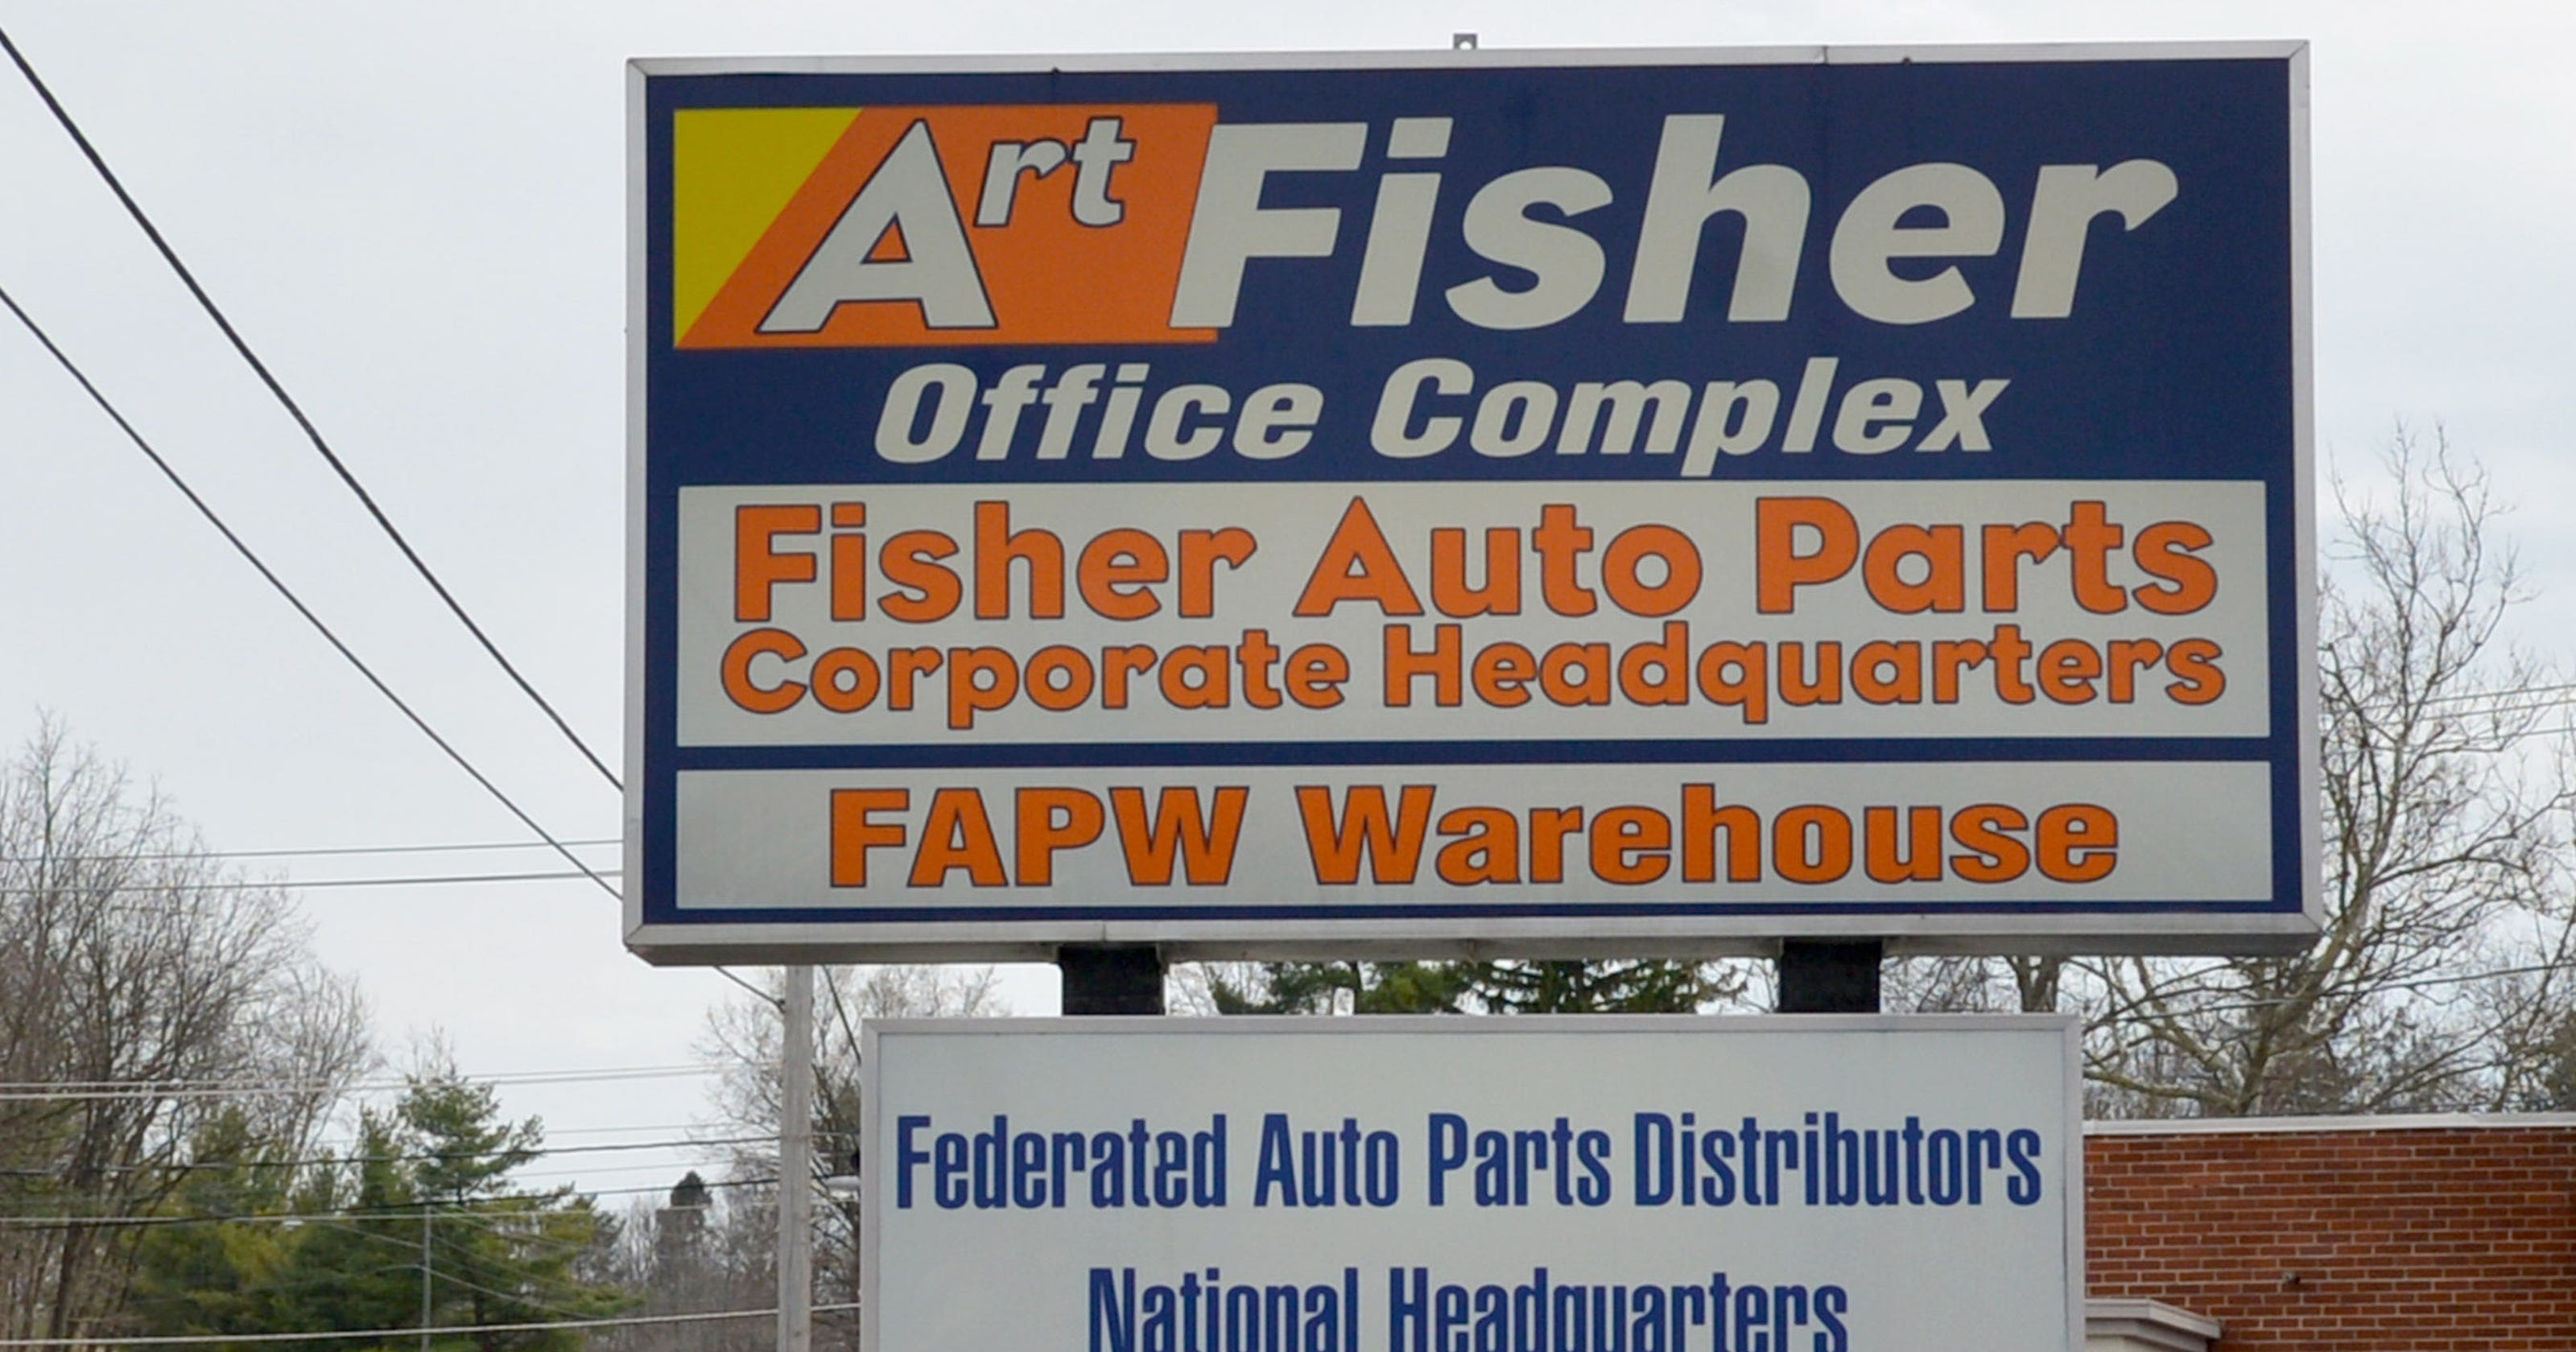 Art Fisher
Office Complex
Fisher Auto Parts
Corporate Headquarters
FAPW Warehouse
Federated Auto Parts Distributors
National Headquarters